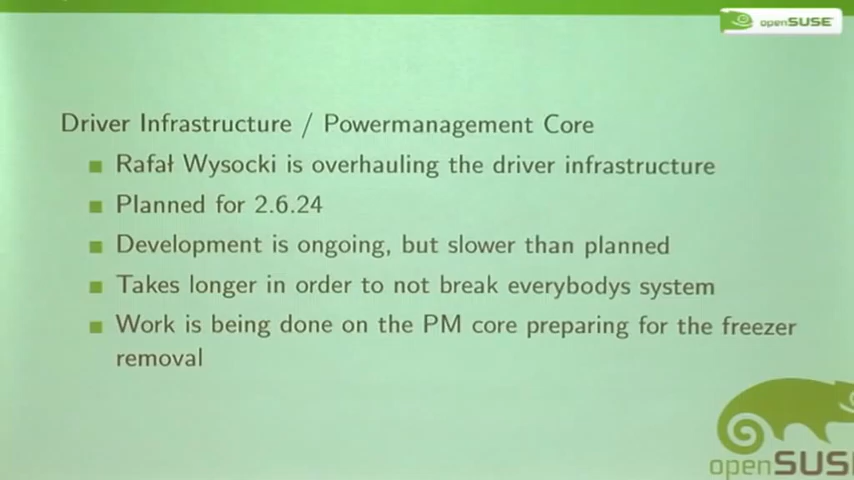 openSUSE
Driver Infrastructure / Powermanagement Core
Rafał Wysocki is overhauling the driver infrastructure
Planned for 2.6.24
Development is ongoing, but slower than planned
Takes longer in order to not break everybodys system
Work is being done on the PM core preparing for the freezer
removal
openSUSE